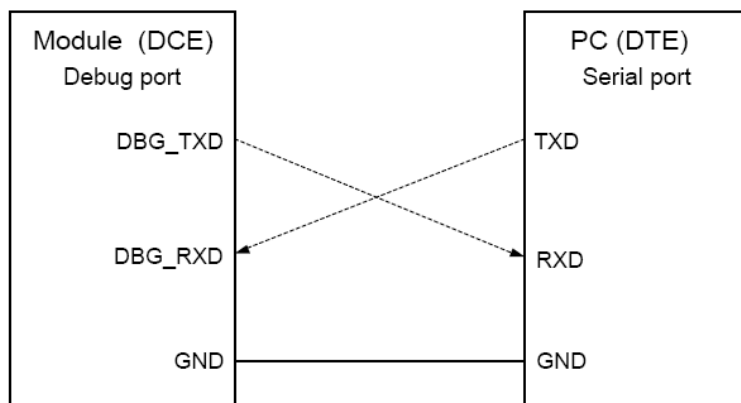 Module (DCE)
Debug port
DBG_TXD
DBG_RXD
GND
PC (DTE)
Serial port
TXD
RXD
GND